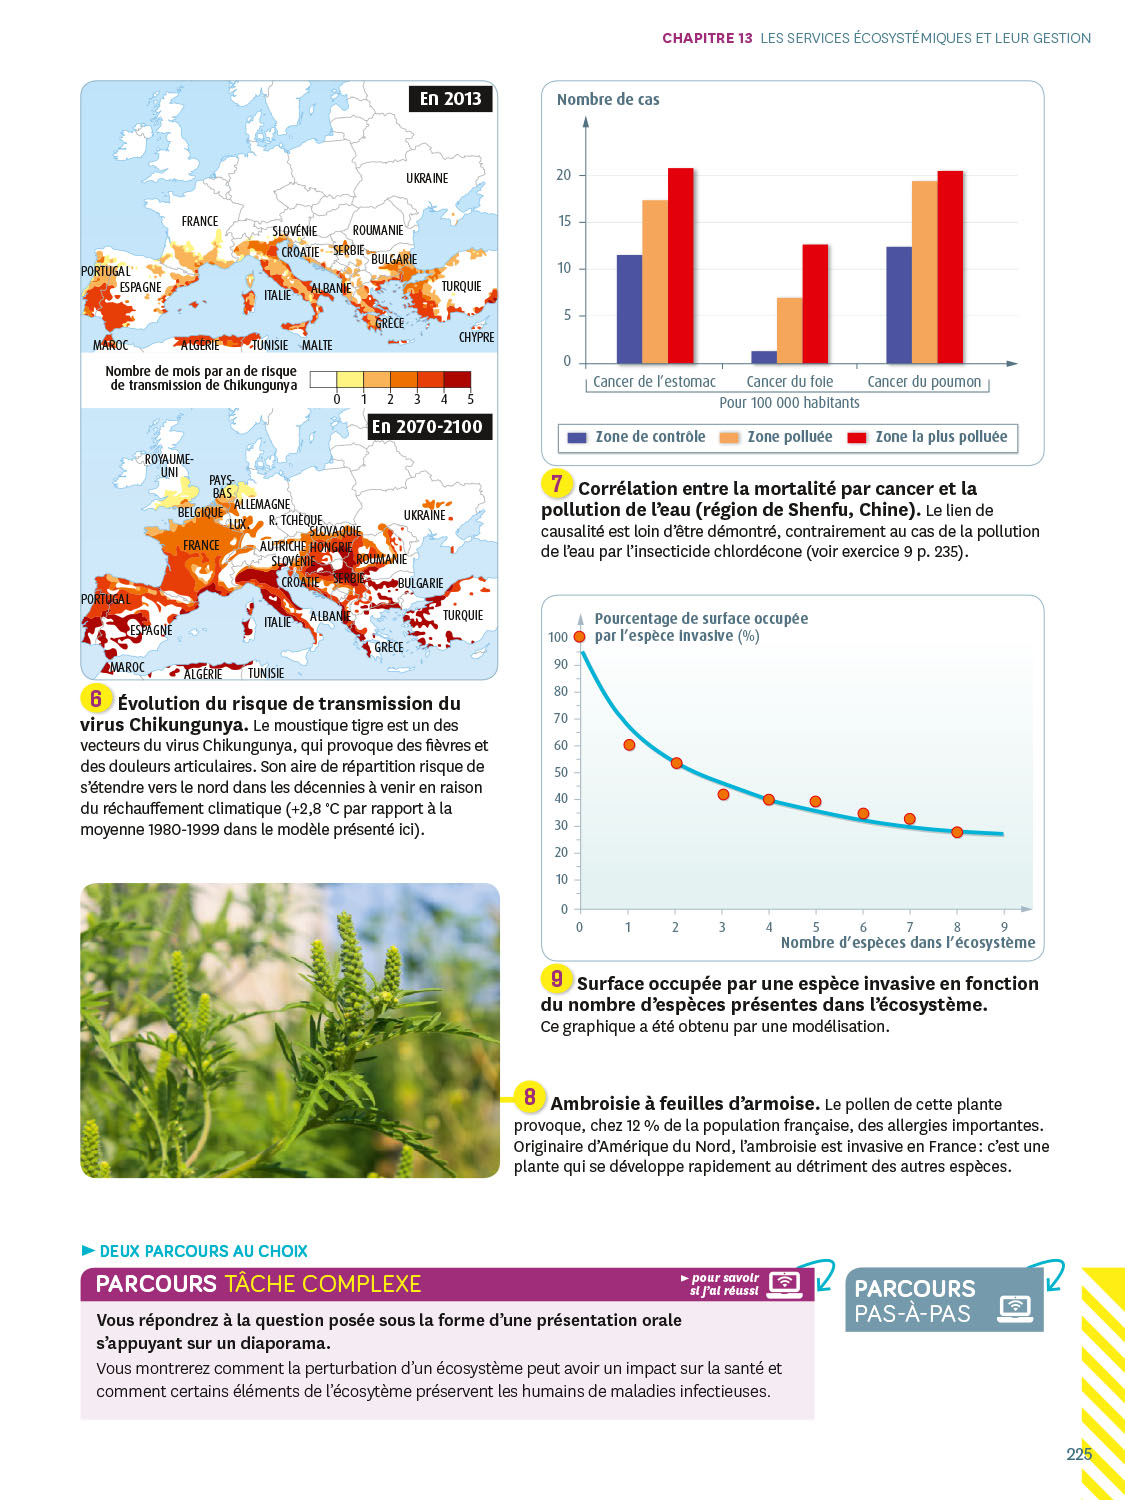 CHAPITRE 13 LES SERVICES ÉCOSYSTÉMIQUES ET LEUR GESTION
En 2013
UKRAINE
FRANCE
SLOVÉNIE
ROUMANIE
CROATIE
SERBIE
BULGARIE
PORTUGAL
ESPAGNE
ITALIE
ALBANIE
TURQUIE
GRÈCE
CHYPRE
MAROC
ALGÉRIE
TUNISIE
MALTE
Nombre de mois par an de risque
de transmission de Chikungunya
0 1 2 3 4 5
En 2070-2100
ROYAUME-
UNI
PAYS-
BAS
ALLEMAGNE
BELGIQUE
LUX.
R. TCHÈQUE
UKRAINE
SLOVAQUIE
FRANCE
AUTRICHE
HONGRIE
SLOVÉNIE
ROUMANIE
CROATIE
SERBIE
BULGARIE
PORTUGAL
ESPAGNE
ITALIE
ALBANIE
TURQUIE
GRÈCE
MAROC
ALGÉRIE
TUNISIE
6 Évolution du risque de transmission du
virus Chikungunya. Le moustique tigre est un des
vecteurs du virus Chikungunya, qui provoque des fièvres et
des douleurs articulaires. Son aire de répartition risque de
s'étendre vers le nord dans les décennies à venir en raison
du réchauffement climatique (+2,8 °C par rapport à la
moyenne 1980-1999 dans le modèle présenté ici).
Nombre de cas
20
15
10
5
0
Cancer de l'estomac Cancer du foie Cancer du poumon
Pour 100 000 habitants
Zone de contrôle Zone polluée Zone la plus polluée
7 Corrélation entre la mortalité par cancer et la
pollution de l'eau (région de Shenfu, Chine). Le lien de
causalité est loin d'être démontré, contrairement au cas de la pollution
de l'eau par l'insecticide chlordécone (voir exercice 9 p. 235).
Pourcentage de surface occupée
par l'espèce invasive (%)
100
90
80
70
60
50
40
30
20
10
0
0 1 2 3 4 5 6 7 8 9
Nombre d'espèces dans l'écosystème
9 Surface occupée par une espèce invasive en fonction
du nombre d'espèces présentes dans l'écosystème.
Ce graphique a été obtenu par une modélisation.
8 Ambroisie à feuilles d'armoise. Le pollen de cette plante
provoque, chez 12 % de la population française, des allergies importantes.
Originaire d'Amérique du Nord, l'ambroisie est invasive en France : c'est une
plante qui se développe rapidement au détriment des autres espèces.
► DEUX PARCOURS AU CHOIX
PARCOURS TÂCHE COMPLEXE
► pour savoir
si j'ai réussi
Vous répondrez à la question posée sous la forme d'une présentation orale
s'appuyant sur un diaporama.
Vous montrerez comment la perturbation d'un écosystème peut avoir un impact sur la santé et
comment certains éléments de l'écosytème préservent les humains de maladies infectieuses.
PARCOURS
PAS-À-PAS
225